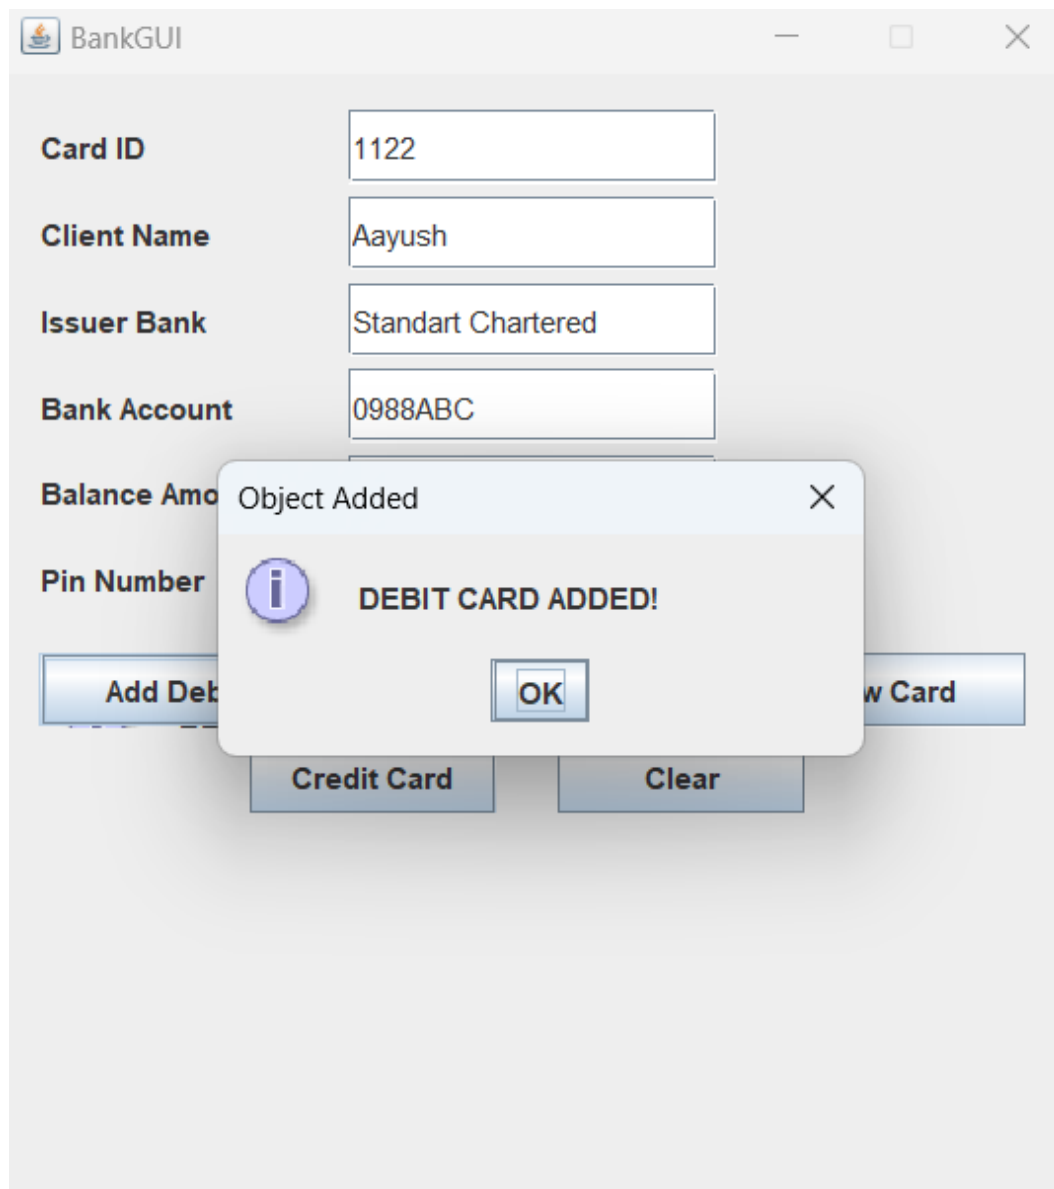 BankGUI
Card ID 1122
Client Name Aayush
Issuer Bank Standart Chartered
Bank Account 0988ABC
Balance Amo
Object Added
Pin Number
DEBIT CARD ADDED!
OK
Add Deb
w Card
Credit Card Clear